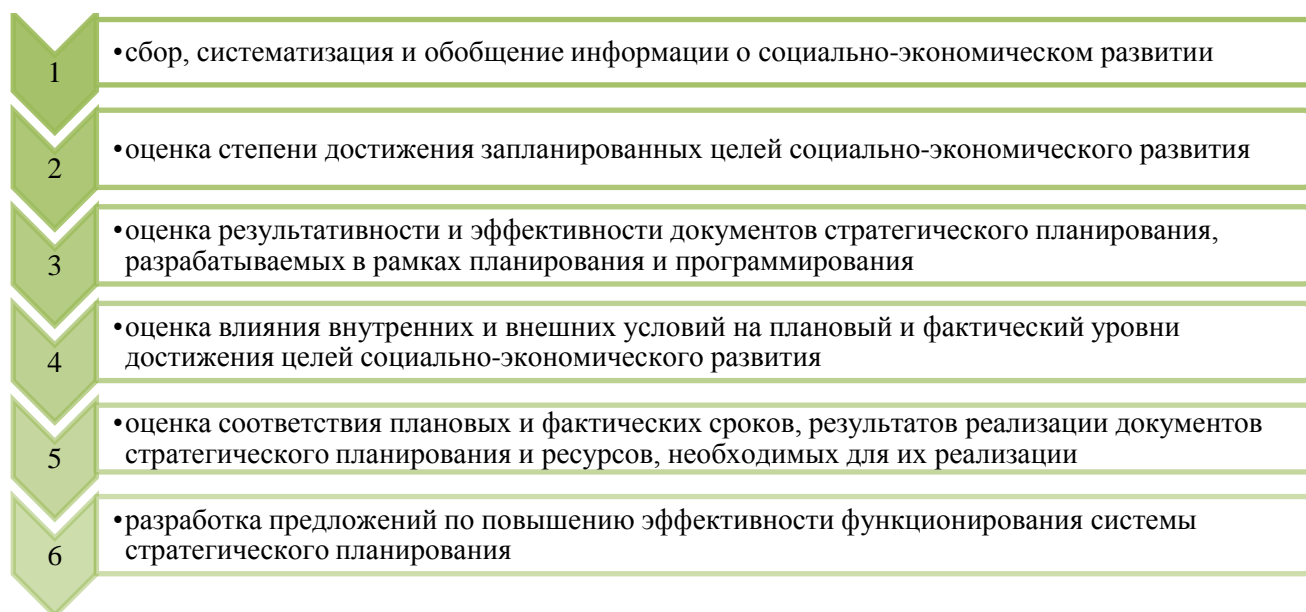 1
•сбор, систематизация и обобщение информации о социально-экономическом развитии
2
•оценка степени достижения запланированных целей социально-экономического развития
3
•оценка результативности и эффективности документов стратегического планирования,
разрабатываемых в рамках планирования и программирования
4
•оценка влияния внутренних и внешних условий на плановый и фактический уровни
достижения целей социально-экономического развития
5
•оценка соответствия плановых и фактических сроков, результатов реализации документов
стратегического планирования и ресурсов, необходимых для их реализации
6
•разработка предложений по повышению эффективности функционирования системы
стратегического планирования